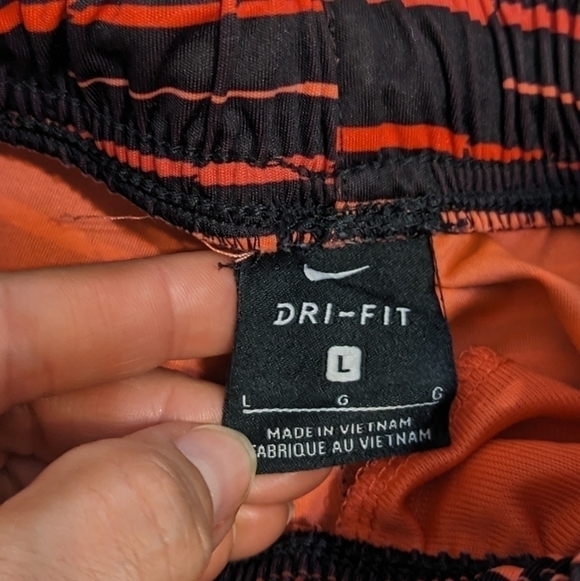 DRI-FIT
L
L G G
MADE IN VIETNAM
FABRIQUE AU VIETNAM